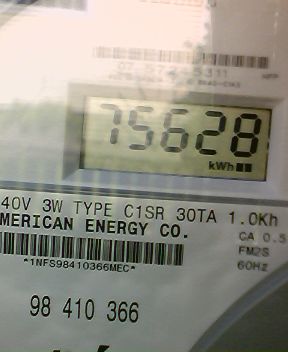 75628
kWh
40V 3W TYPE C1SR 30TA 1.0Kh
MERICAN ENERGY CO.
CA 0.5
FM2S
*1NFS98410366MEC*
60Hz
98 410 366